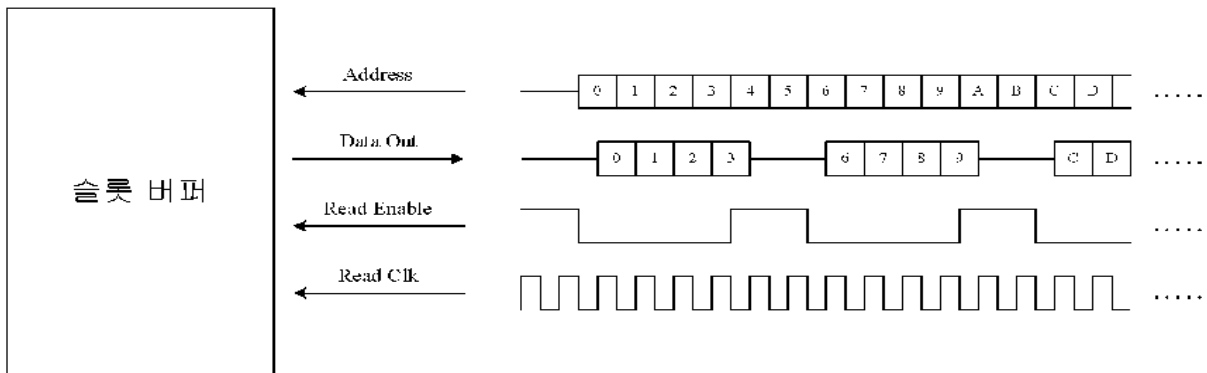 Address
0 1 2 3 4 5 6 7 8 9 A B C D .....
Data Out
0 1 2 3 6 7 8 9 C D .....
슬롯 버퍼
Read Enable
.....
Read Clk
.....